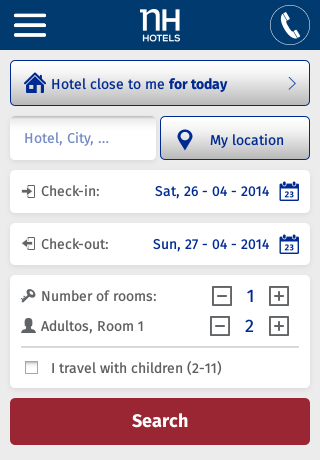 NH
HOTELS
Hotel close to me for today
Hotel, City, ...
My location
Check-in:
Sat, 26 - 04 - 2014
23
Check-out:
Sun, 27 - 04 - 2014
23
Number of rooms:
1
Adultos, Room 1
2
I travel with children (2-11)
Search